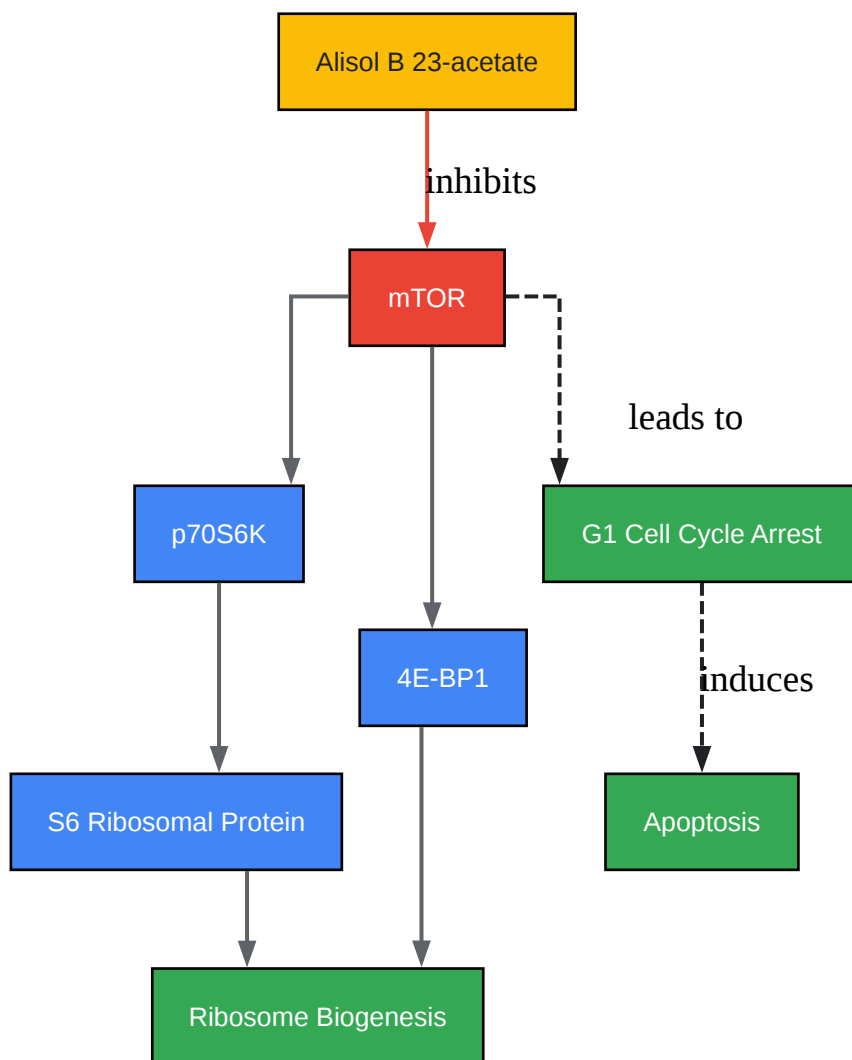 Alisol B 23-acetate
inhibits
mTOR
leads to
p70S6K
G1 Cell Cycle Arrest
4E-BP1
induces
S6 Ribosomal Protein
Apoptosis
Ribosome Biogenesis